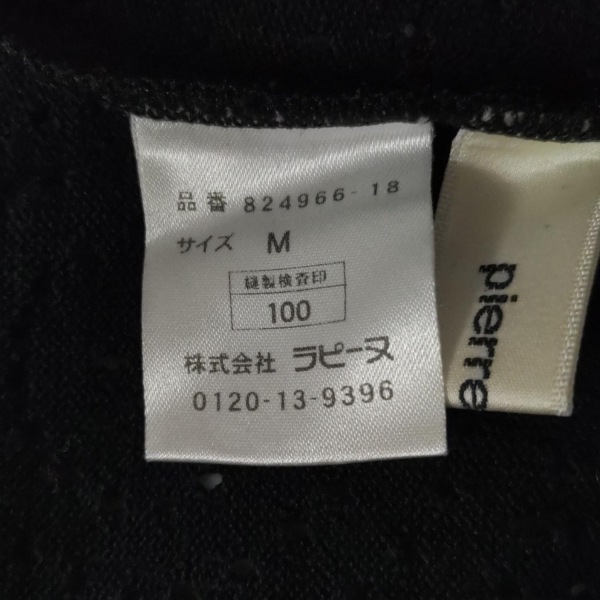 品番 824966-18
サイズ M
縫製検査印
100
株式会社 ラピーヌ
0120-13-9396
pierre